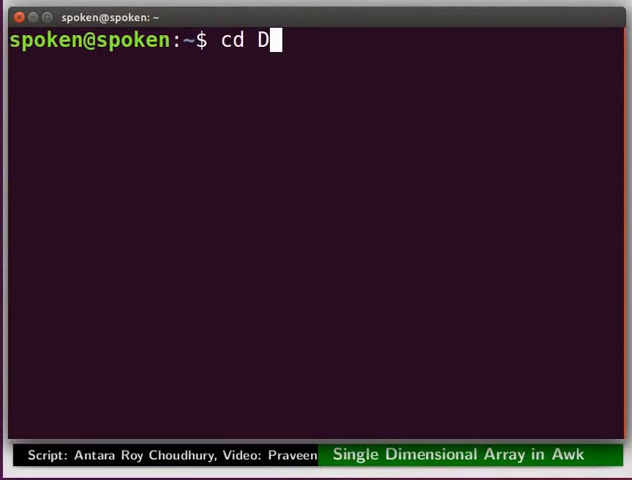 spoken@spoken: ~
spoken@spoken:~$ cd D
Script: Antara Roy Choudhury, Video: Praveen
Single Dimensional Array in Awk